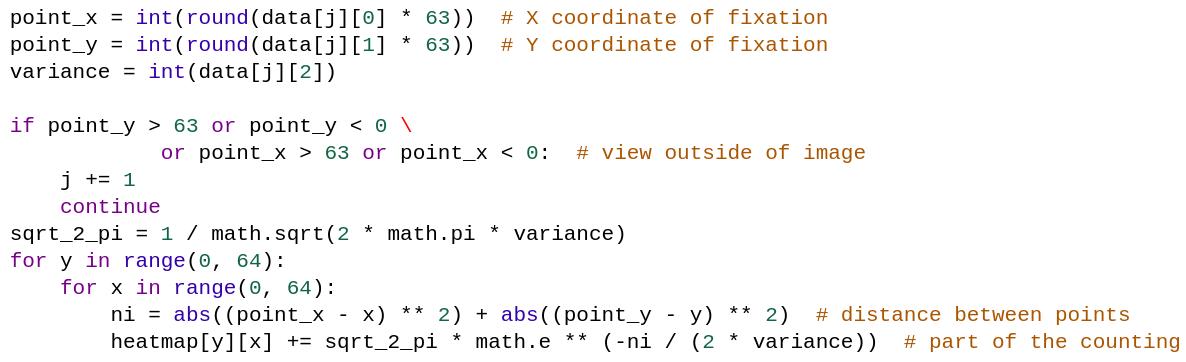 point_x = int(round(data[j][0] * 63))  # X coordinate of fixation
point_y = int(round(data[j][1] * 63))  # Y coordinate of fixation
variance = int(data[j][2])

if point_y > 63 or point_y < 0 \
            or point_x > 63 or point_x < 0:  # view outside of image
    j += 1
    continue
sqrt_2_pi = 1 / math.sqrt(2 * math.pi * variance)
for y in range(0, 64):
    for x in range(0, 64):
        ni = abs((point_x - x) ** 2) + abs((point_y - y) ** 2)  # distance between points
        heatmap[y][x] += sqrt_2_pi * math.e ** (-ni / (2 * variance))  # part of the counting